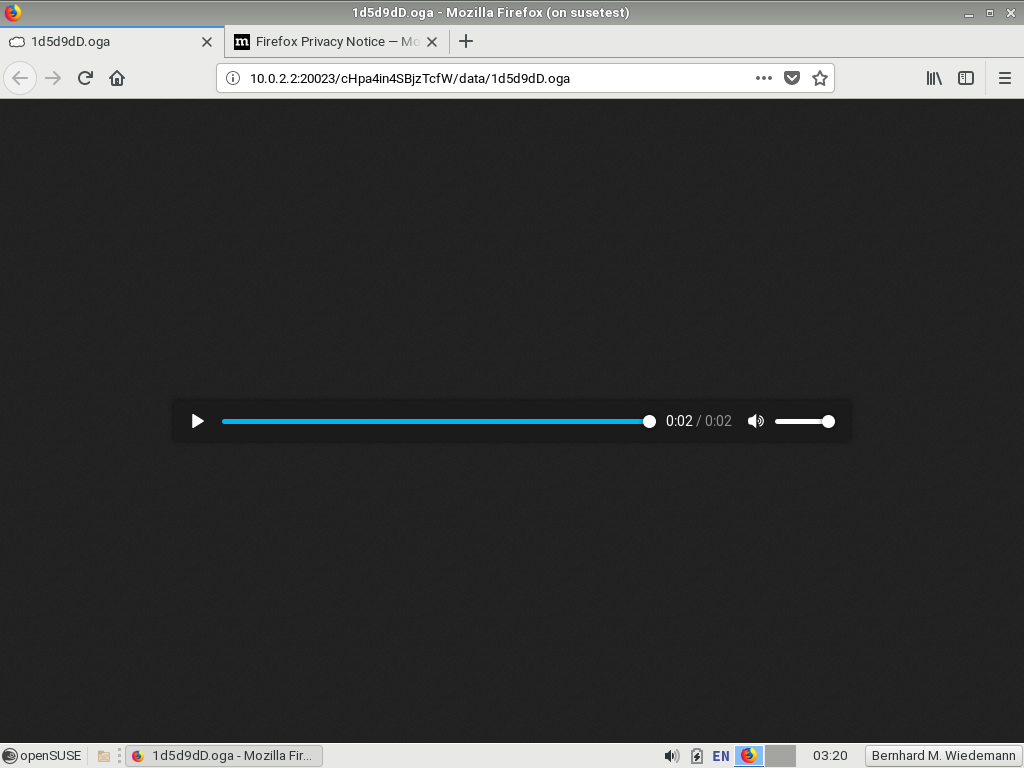 1d5d9dD.oga - Mozilla Firefox (on susetest)
1d5d9dD.oga
Firefox Privacy Notice — Mo
10.0.2.2:20023/cHpa4in4SBjzTcfW/data/1d5d9dD.oga
0:02 / 0:02
openSUSE
1d5d9dD.oga - Mozilla Fir...
EN
03:20
Bernhard M. Wiedemann